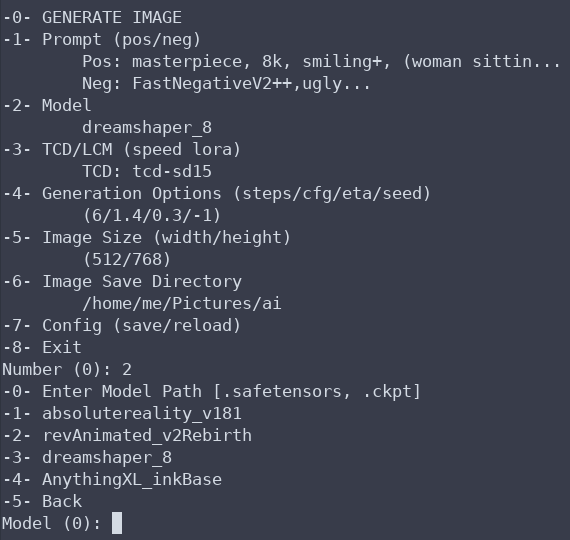 -0- GENERATE IMAGE
-1- Prompt (pos/neg)
Pos: masterpiece, 8k, smiling+, (woman sittin...
Neg: FastNegativeV2++,ugly...
-2- Model
dreamshaper_8
-3- TCD/LCM (speed lora)
TCD: tcd-sd15
-4- Generation Options (steps/cfg/eta/seed)
(6/1.4/0.3/-1)
-5- Image Size (width/height)
(512/768)
-6- Image Save Directory
/home/me/Pictures/ai
-7- Config (save/reload)
-8- Exit
Number (0): 2
-0- Enter Model Path [.safetensors, .ckpt]
-1- absolutereality_v181
-2- revAnimated_v2Rebirth
-3- dreamshaper_8
-4- AnythingXL_inkBase
-5- Back
Model (0):